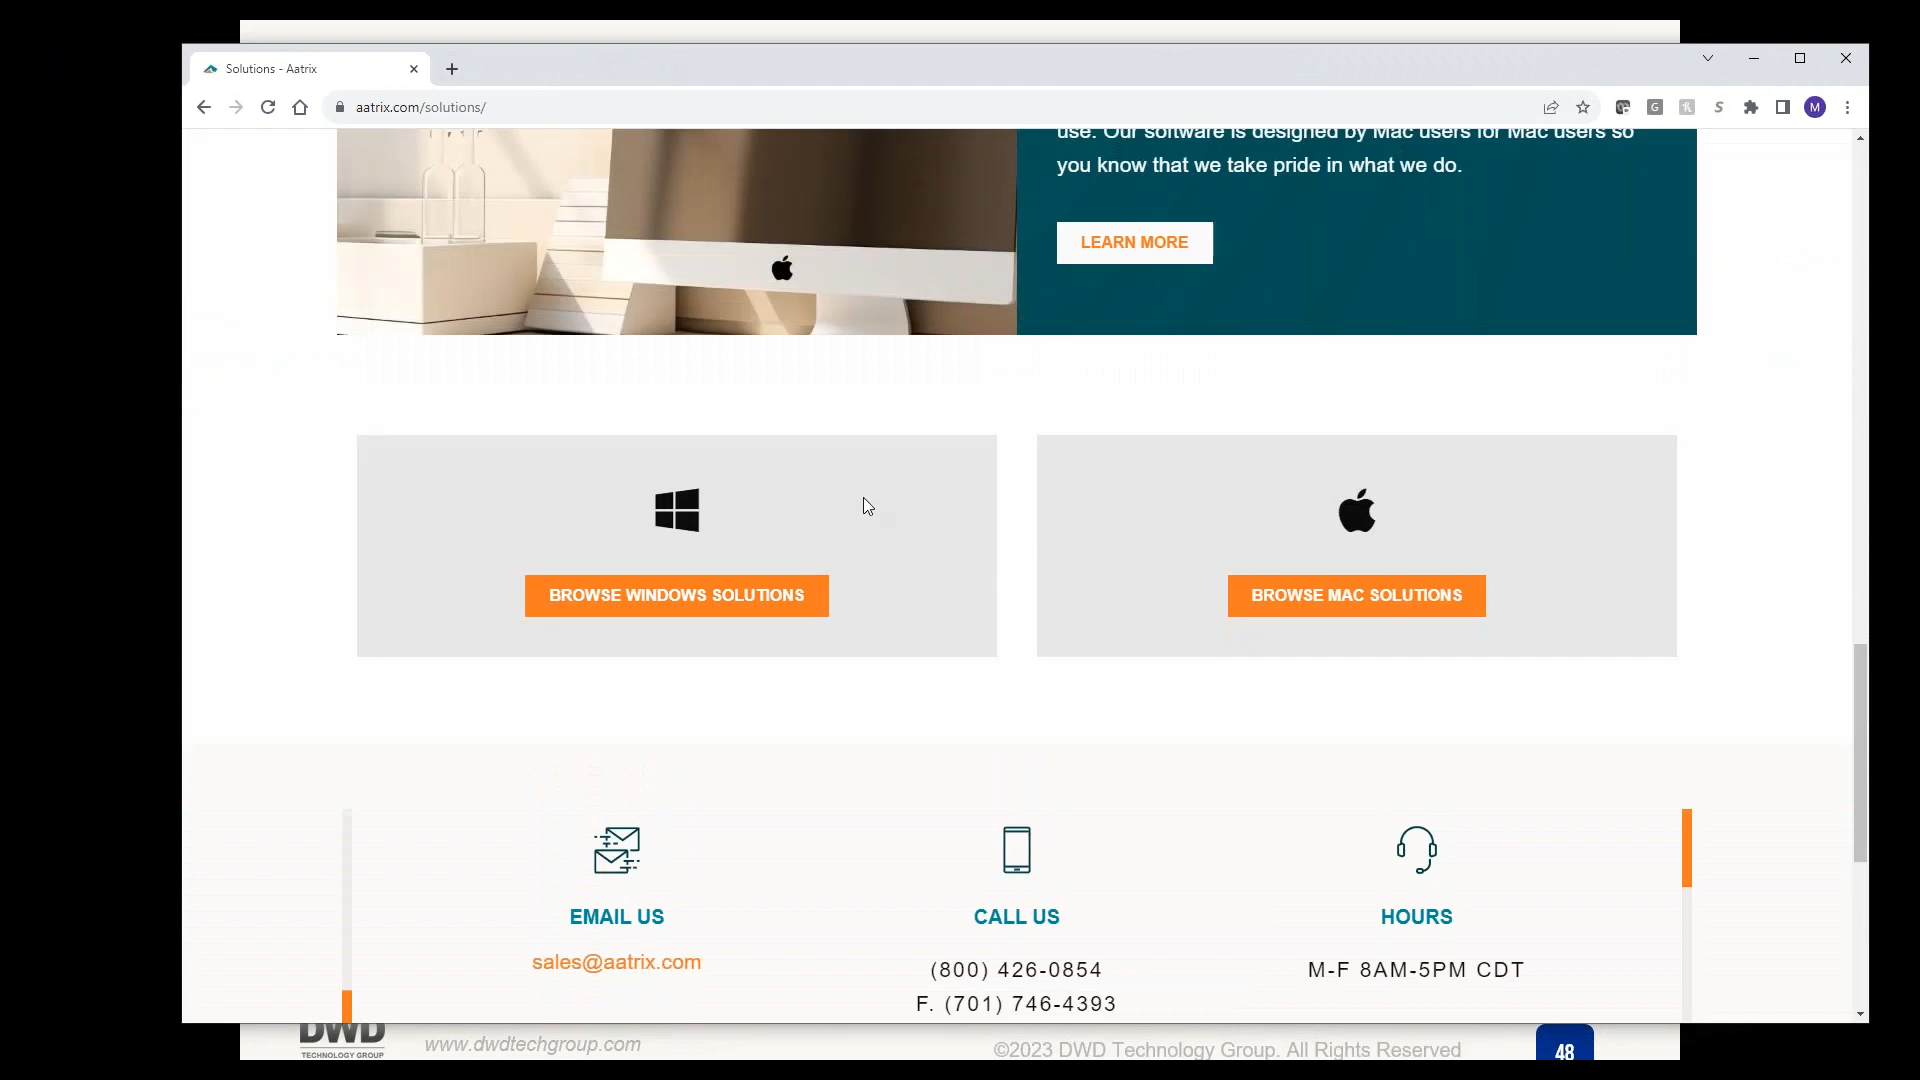 Solutions - Aatrix
aatrix.com/solutions/
M
use. Our software is designed by Mac users for Mac users so
you know that we take pride in what we do.
LEARN MORE
BROWSE WINDOWS SOLUTIONS
BROWSE MAC SOLUTIONS
EMAIL US
sales@aatrix.com
CALL US
(800) 426-0854
F. (701) 746-4393
HOURS
M-F 8AM-5PM CDT
DWD
TECHNOLOGY GROUP
www.dwdtechgroup.com
©2023 DWD Technology Group. All Rights Reserved
48